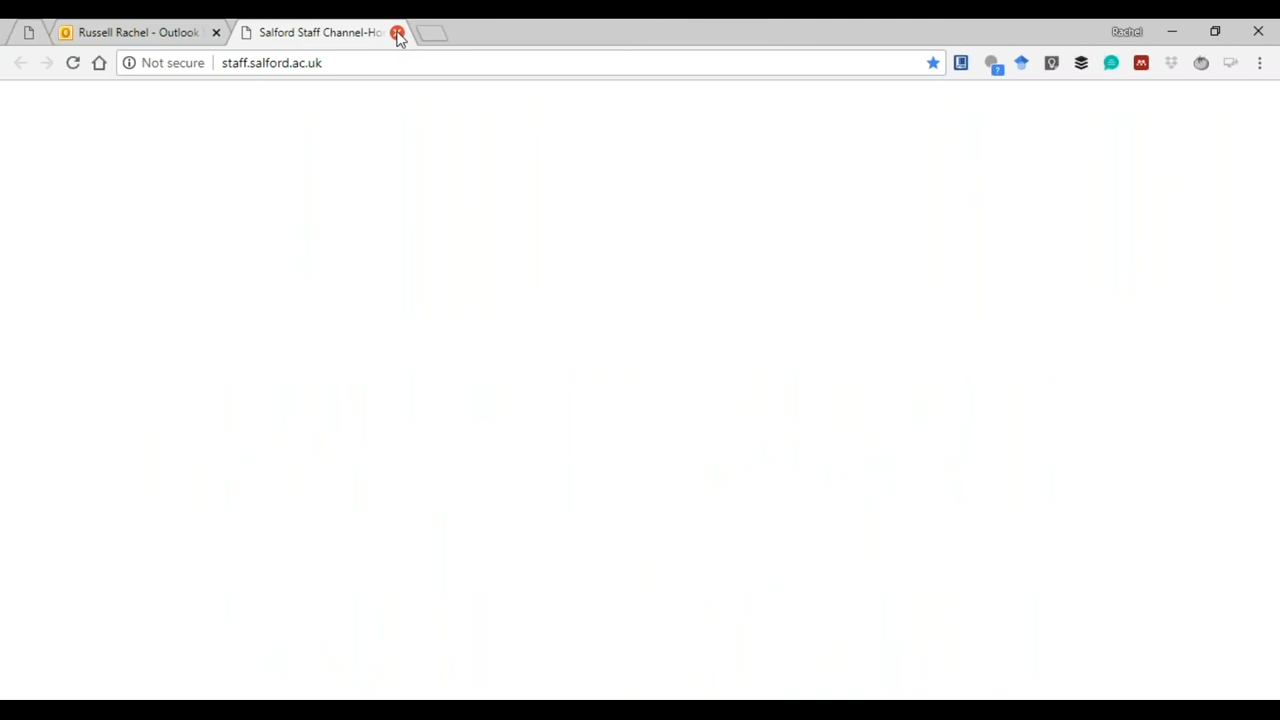 Russell Rachel - Outlook
Salford Staff Channel-Ho
Rachel
Not secure
staff.salford.ac.uk
?